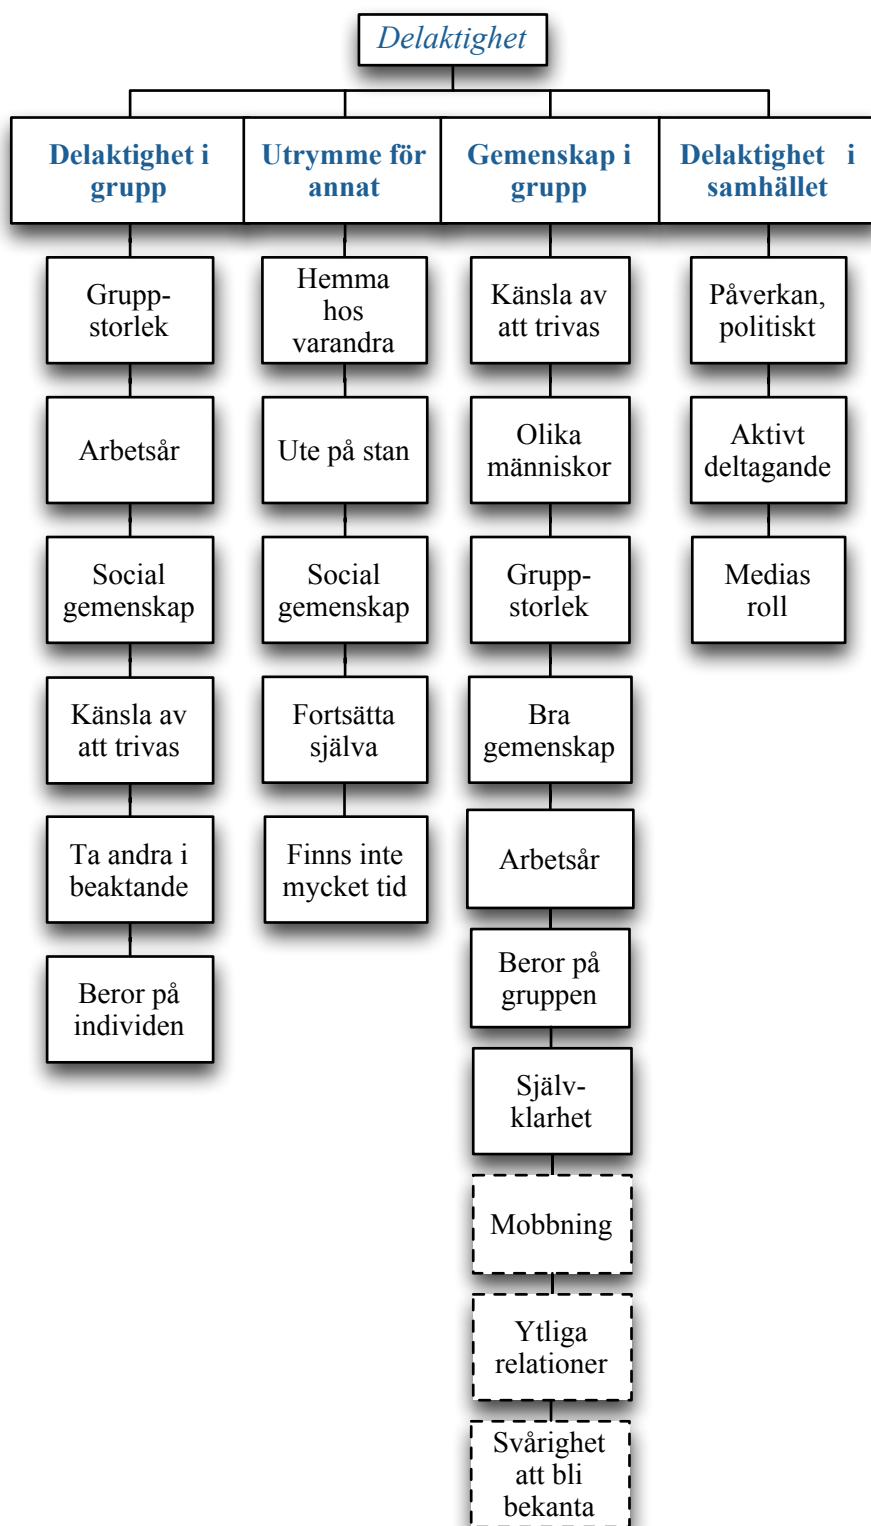 Delaktighet
Delaktighet i
grupp
Utrymme för
annat
Gemenskap i
grupp
Delaktighet i
samhället
Grupp-
storlek
Arbetsår
Social
gemenskap
Känsla av
att trivas
Ta andra i
beaktande
Beror på
individen
Hemma
hos
varandra
Ute på stan
Social
gemenskap
Fortsätta
själva
Finns inte
mycket tid
Känsla av
att trivas
Olika
människor
Grupp-
storlek
Bra
gemenskap
Arbetsår
Beror på
gruppen
Själv-
klarhet
Mobbning
Ytliga
relationer
Svårighet
att bli
bekanta
Påverkan,
politiskt
Aktivt
deltagande
Medias
roll